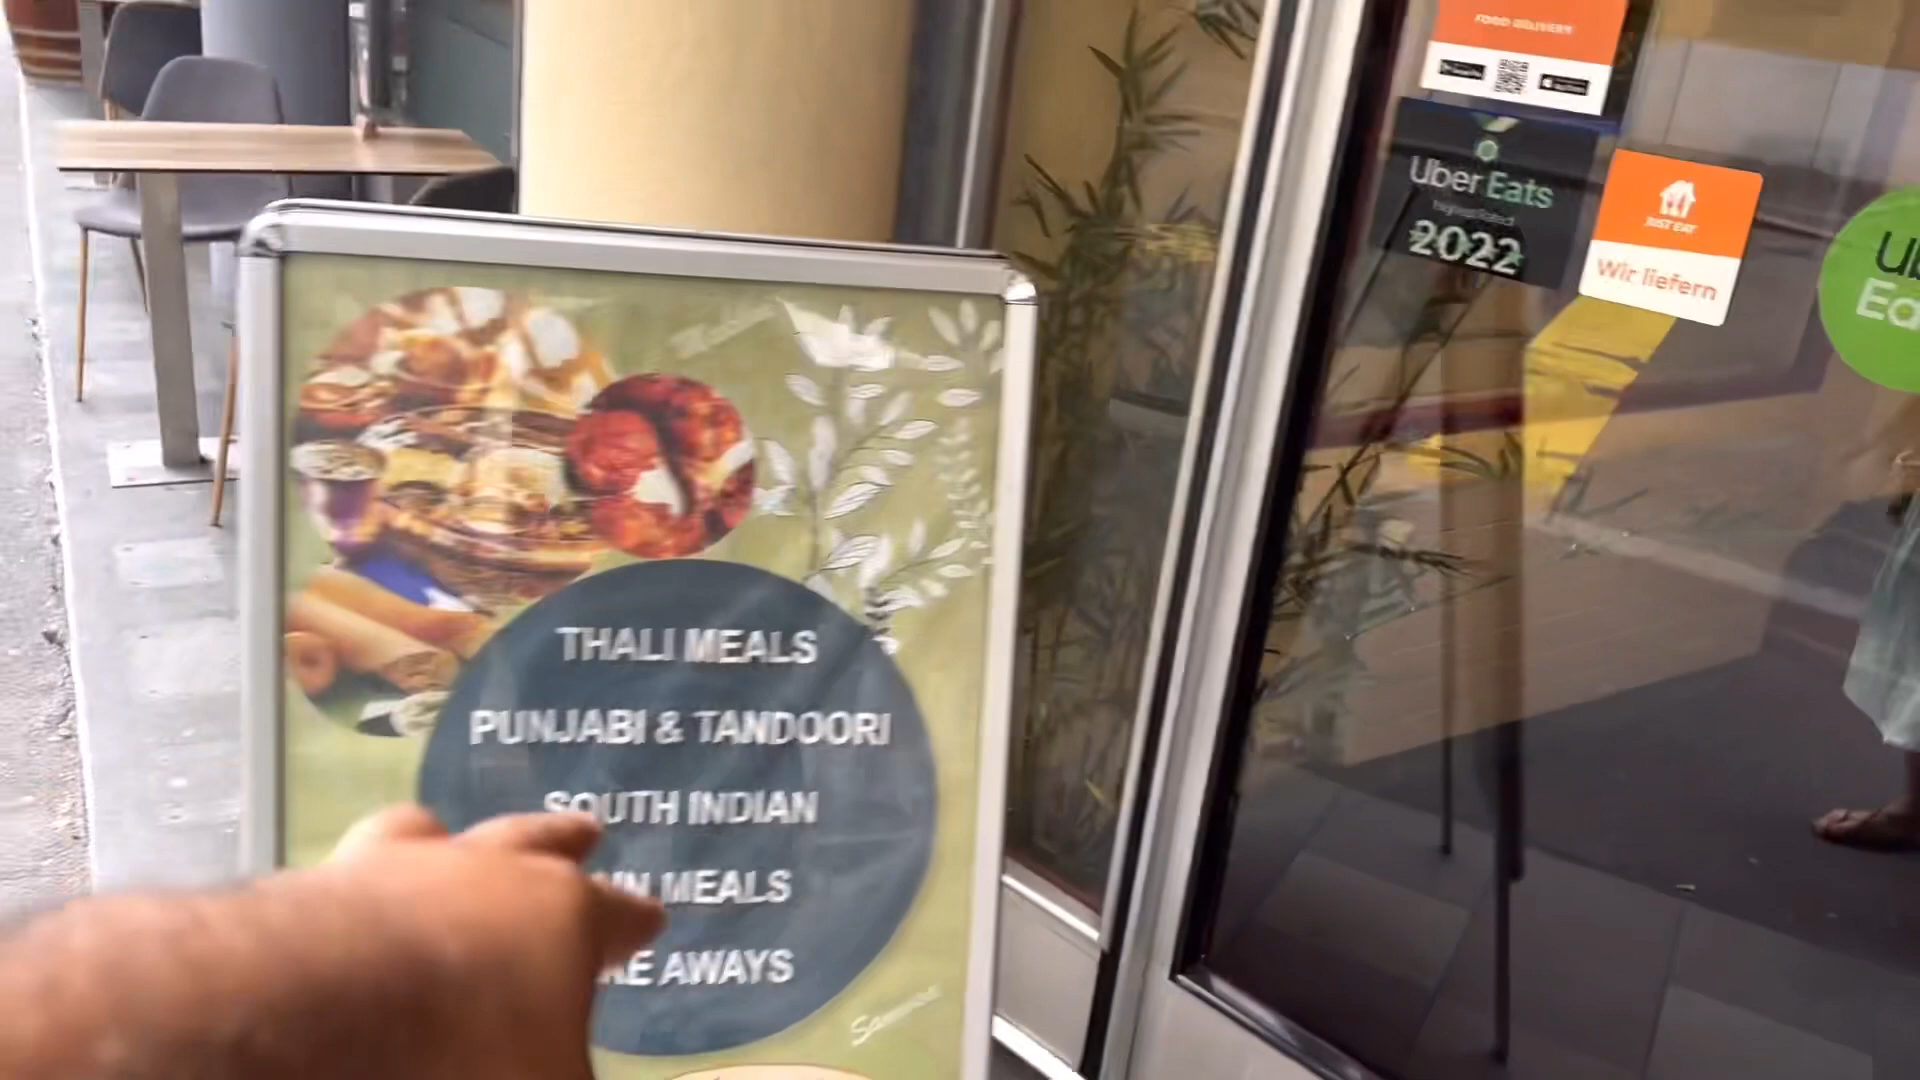 FOOD DELIVERY
Uber Eats
2022
JUST EAT
Wir liefern
THALI MEALS
PUNJABI & TANDOORI
SOUTH INDIAN
MEALS
AWAYS